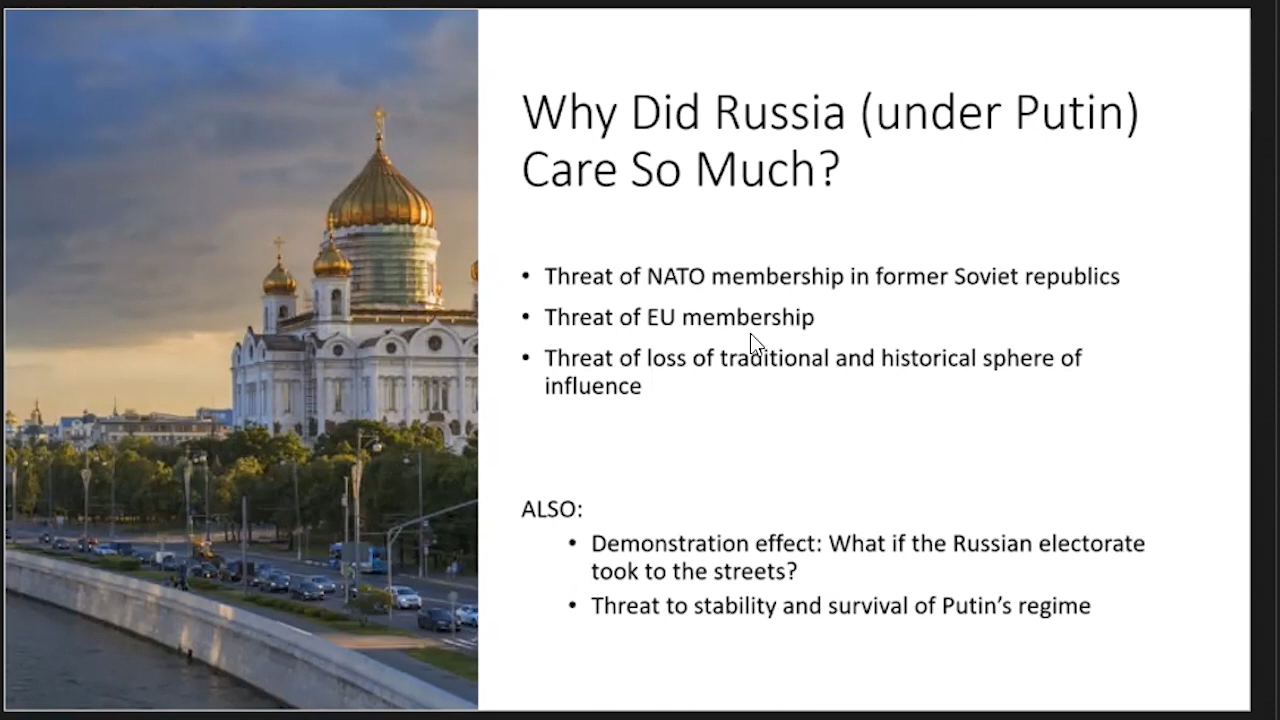 Why Did Russia (under Putin)
Care So Much?
• Threat of NATO membership in former Soviet republics
• Threat of EU membership
• Threat of loss of traditional and historical sphere of
influence
ALSO:
• Demonstration effect: What if the Russian electorate
took to the streets?
• Threat to stability and survival of Putin’s regime